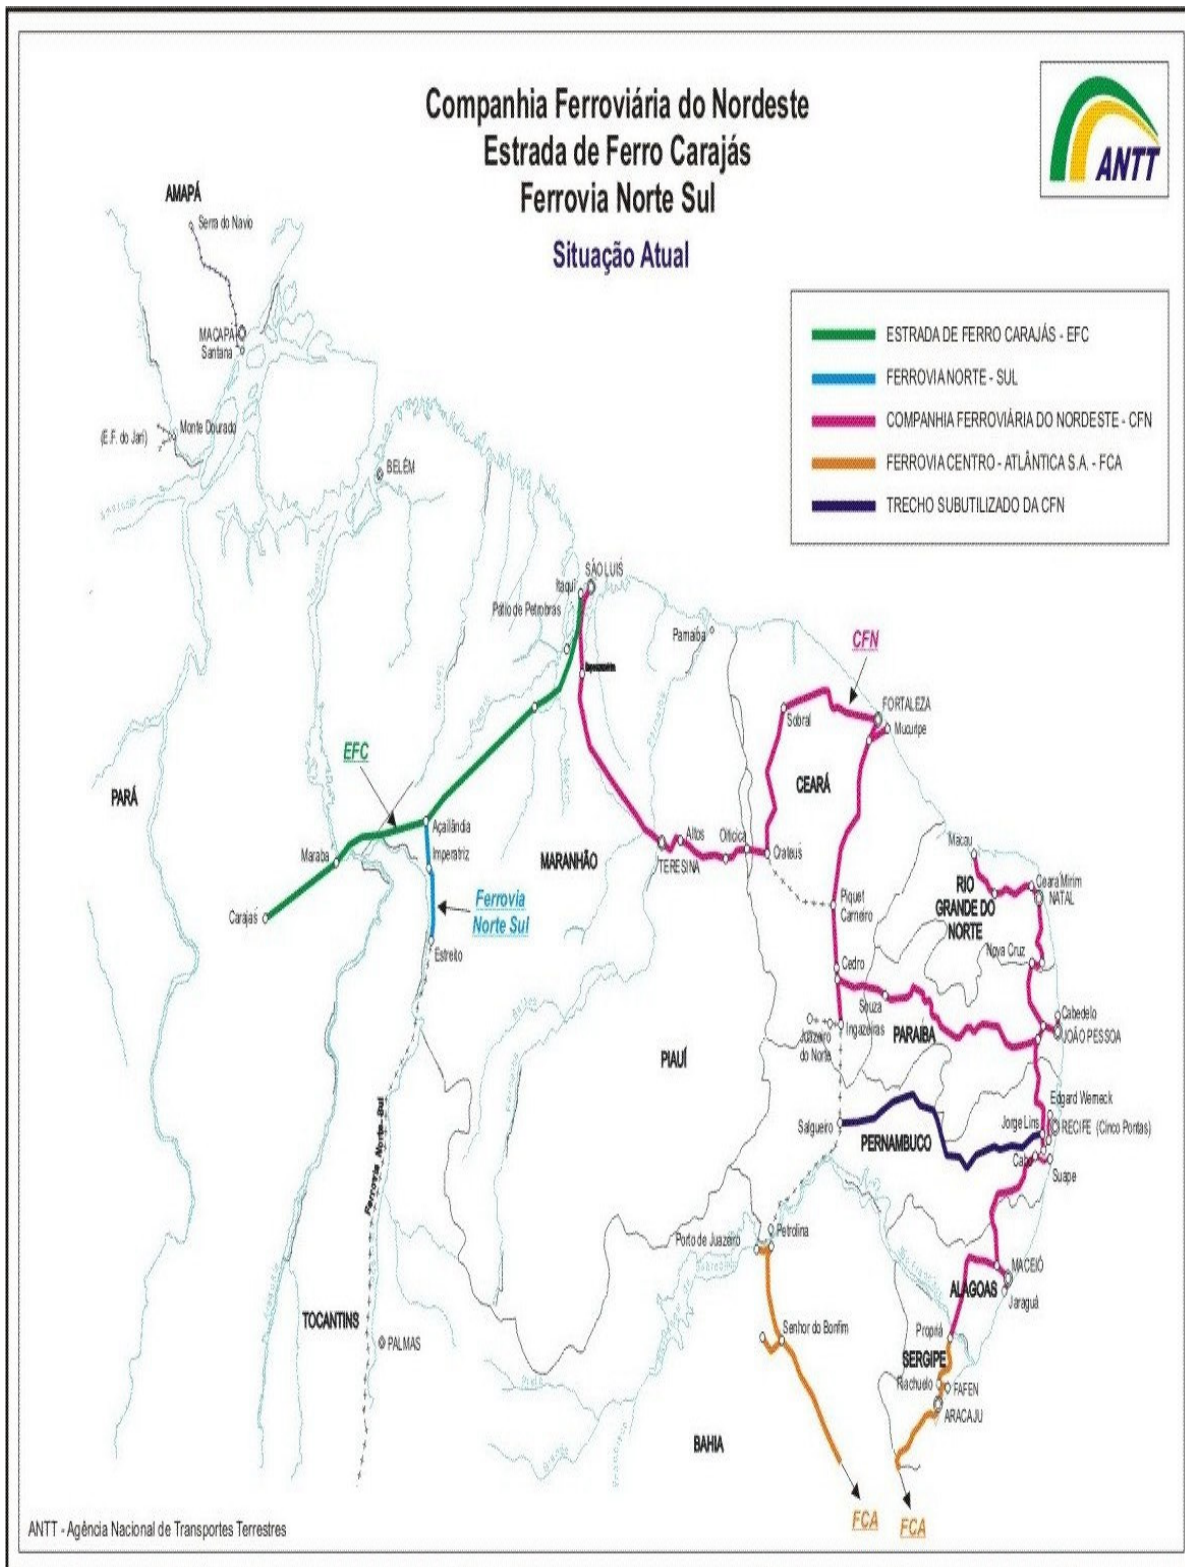 Companhia Ferroviária do Nordeste
Estrada de Ferro Carajás
Ferrovia Norte Sul
Situação Atual
ANTT
ESTRADA DE FERRO CARAJÁS - EFC
FERROVIA NORTE - SUL
COMPANHIA FERROVIÁRIA DO NORDESTE - CFN
FERROVIA CENTRO - ATLÂNTICA S.A. - FCA
TRECHO SUBUTILIZADO DA CFN
AMAPÁ
Serra do Navio
MACAPÁ
Santana
Monte Dourado
(E.F. do Jari)
BELÉM
SÃO LUIS
Itaqui
Pátio de Petrobras
Parnaíba
CFN
FORTALEZA
Mucuripe
Sobral
CEARÁ
EFC
PARÁ
Açailândia
Maraba
Imperatriz
MARANHÃO
Altos
Oiticica
TERESINA
Crateus
Macau
Ceara Mirim
NATAL
RIO
GRANDE DO
NORTE
Carajás
Ferrovia
Norte Sul
Piquet
Carneiro
Estreito
Nova Cruz
Cedro
Souza
Cabedelo
JOÃO PESSOA
Ingazeiras
Juazeiro
do Norte
PARAIBA
PIAUÍ
Edgard Werneck
Jorge Lins
RECIFE (Cinco Pontas)
Salgueiro
PERNAMBUCO
Cabo
Suape
Ferrovia Norte-Sul
Petrolina
Porto de Juazeiro
MACEIÓ
ALAGOAS
Jaraguá
TOCANTINS
PALMAS
Senhor do Bonfim
Propriá
SERGIPE
Riachuelo
FAFEN
ARACAJU
BAHIA
FCA
FCA
ANTT - Agência Nacional de Transportes Terrestres